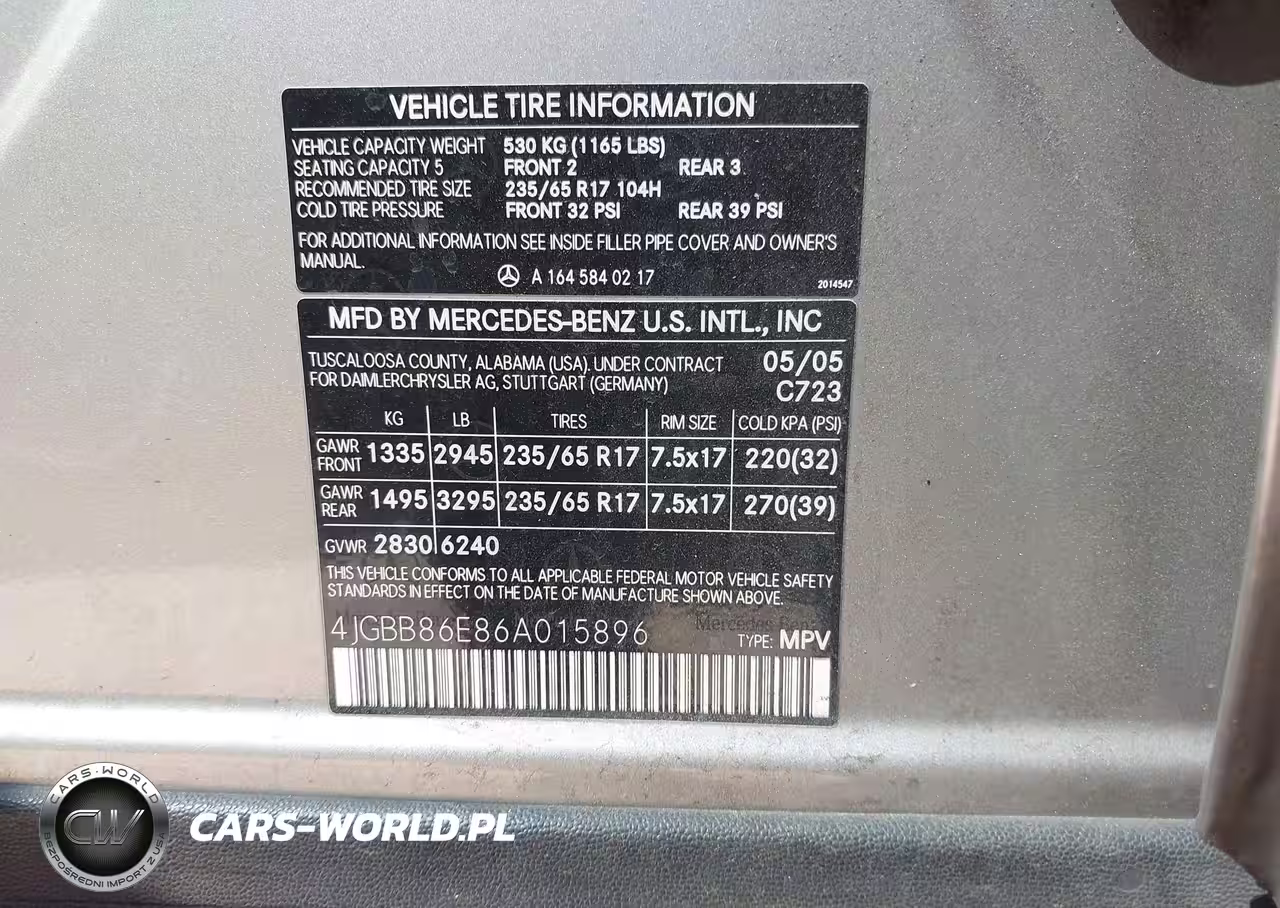 VEHICLE TIRE INFORMATION
VEHICLE CAPACITY WEIGHT 530 KG (1165 LBS)
SEATING CAPACITY 5 FRONT 2 REAR 3
RECOMMENDED TIRE SIZE 235/65 R17 104H
COLD TIRE PRESSURE FRONT 32 PSI REAR 39 PSI
FOR ADDITIONAL INFORMATION SEE INSIDE FILLER PIPE COVER AND OWNER'S
MANUAL.
A 164 584 02 17
2014547
MFD BY MERCEDES-BENZ U.S. INTL., INC
TUSCALOOSA COUNTY, ALABAMA (USA). UNDER CONTRACT 05/05
FOR DAIMLERCHRYSLER AG, STUTTGART (GERMANY) C723
KG LB TIRES RIM SIZE COLD KPA (PSI)
GAWR FRONT 1335 2945 235/65 R17 7.5x17 220(32)
GAWR REAR 1495 3295 235/65 R17 7.5x17 270(39)
GVWR 2830 6240
THIS VEHICLE CONFORMS TO ALL APPLICABLE FEDERAL MOTOR VEHICLE SAFETY
STANDARDS IN EFFECT ON THE DATE OF MANUFACTURE SHOWN ABOVE.
Mercedes Benz
4JGBB86E86A015896 TYPE: MPV
CARS-WORLD
CW
BEZPOŚREDNI IMPORT Z USA
CARS-WORLD.PL